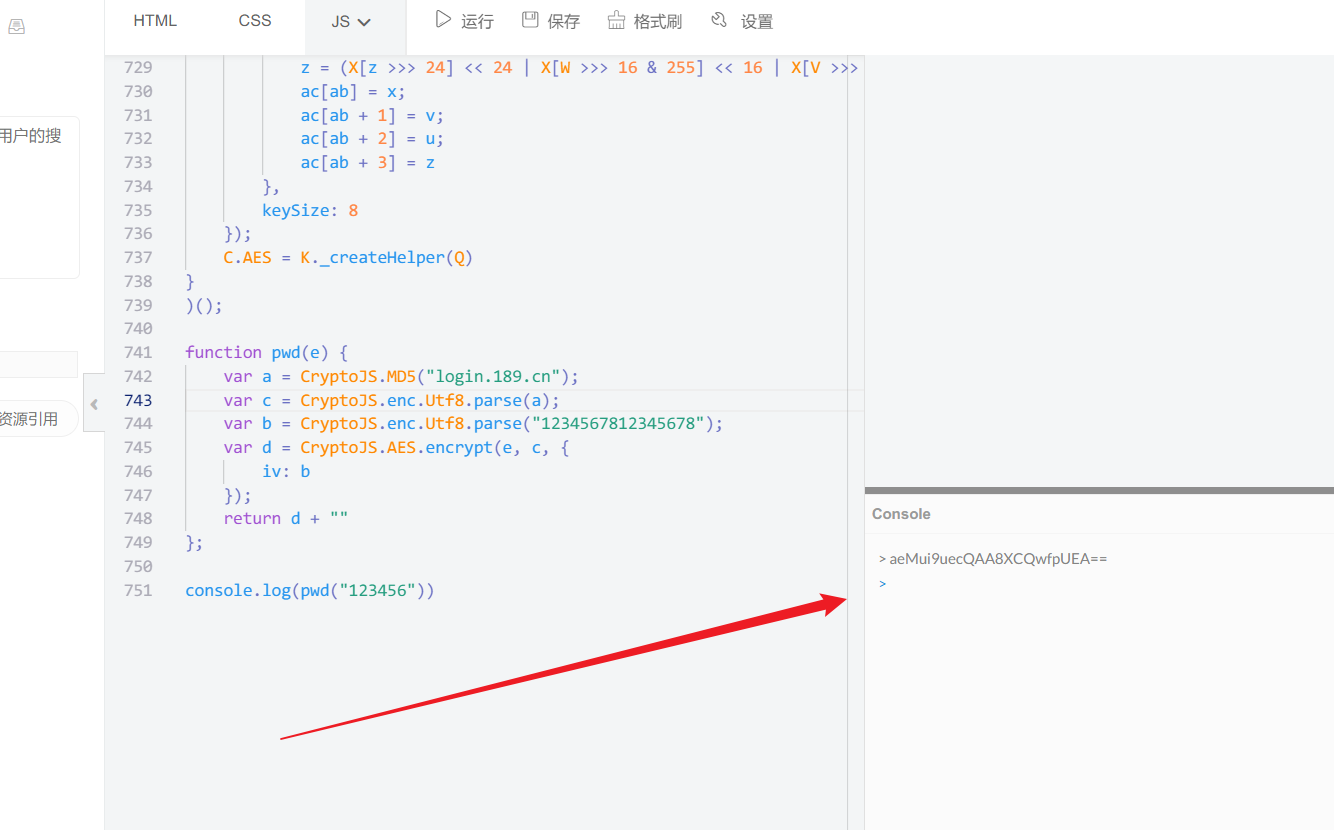 HTML CSS JS 运行 保存 格式刷 设置
用户的搜
资源引用
729 z = (X[z >>> 24] << 24 | X[W >>> 16 & 255] << 16 | X[V >>>
730 ac[ab] = x;
731 ac[ab + 1] = v;
732 ac[ab + 2] = u;
733 ac[ab + 3] = z
734 },
735 keySize: 8
736 });
737 C.AES = K._createHelper(Q)
738 }
739 )();
740
741 function pwd(e) {
742 var a = CryptoJS.MD5("login.189.cn");
743 var c = CryptoJS.enc.Utf8.parse(a);
744 var b = CryptoJS.enc.Utf8.parse("1234567812345678");
745 var d = CryptoJS.AES.encrypt(e, c, {
746 iv: b
747 });
748 return d + ""
749 };
750
751 console.log(pwd("123456"))
Console
> aeMui9uecQAA8XCQwfpUEA==
>